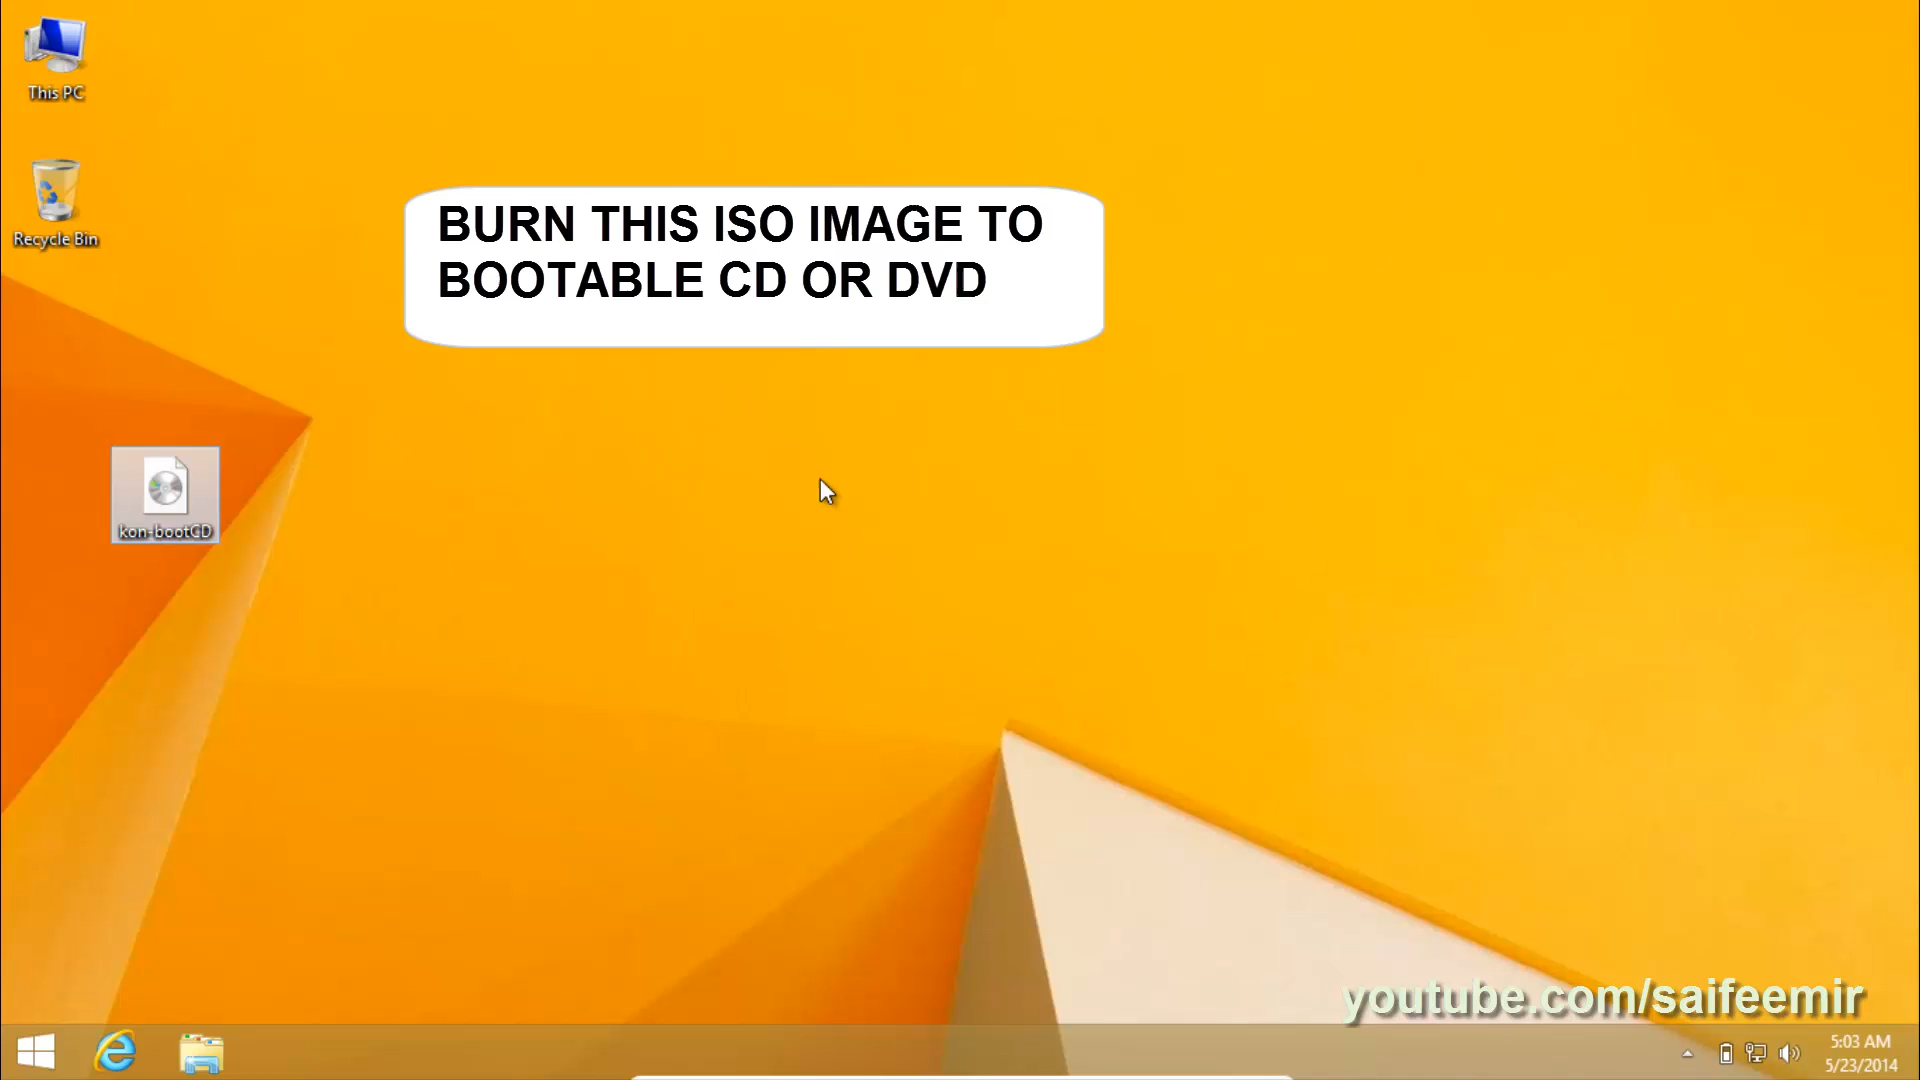 This PC
Recycle Bin
BURN THIS ISO IMAGE TO
BOOTABLE CD OR DVD
kon-bootCD
youtube.com/saifeemir
5:03 AM
5/23/2014